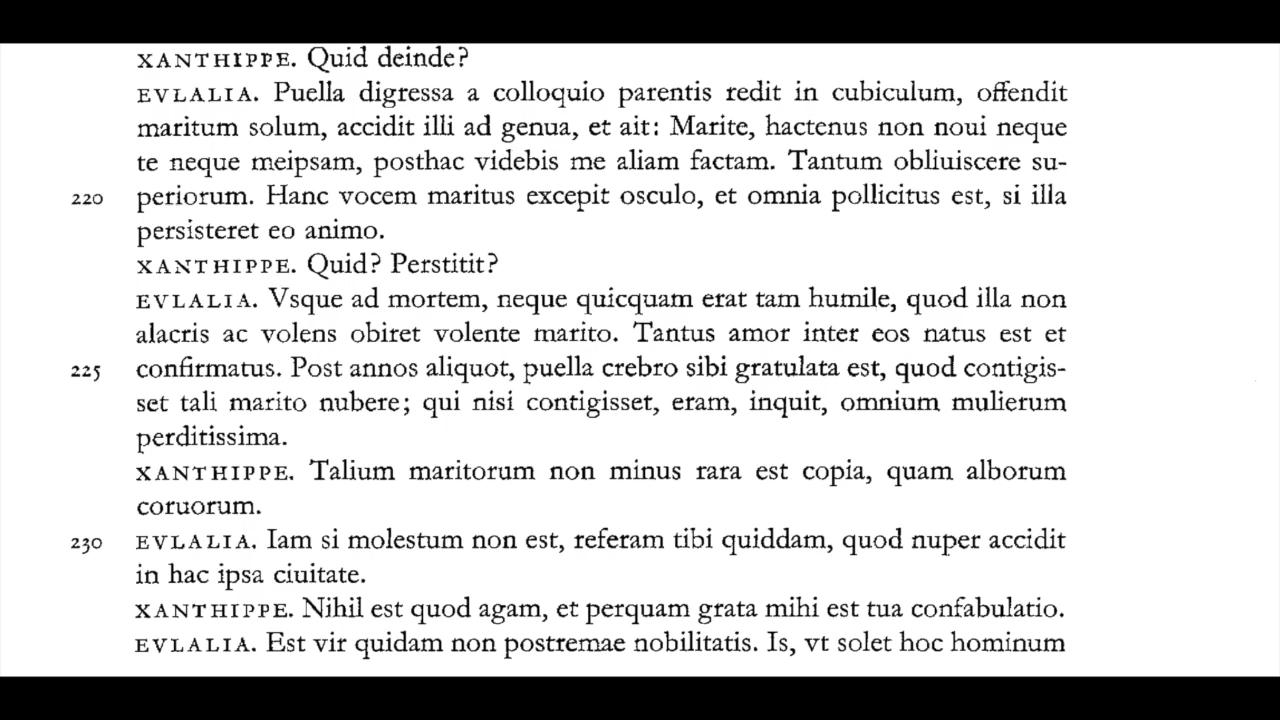 XANTHIPPE. Quid deinde?
EVLALIA. Puella digressa a colloquio parentis redit in cubiculum, offendit
maritum solum, accidit illi ad genua, et ait: Marite, hactenus non noui neque
te neque meipsam, posthac videbis me aliam factam. Tantum obliuiscere su-
220 periorum. Hanc vocem maritus excepit osculo, et omnia pollicitus est, si illa
persisteret eo animo.
XANTHIPPE. Quid? Perstitit?
EVLALIA. Vsque ad mortem, neque quicquam erat tam humile, quod illa non
alacris ac volens obiret volente marito. Tantus amor inter eos natus est et
225 confirmatus. Post annos aliquot, puella crebro sibi gratulata est, quod contigis-
set tali marito nubere; qui nisi contigisset, eram, inquit, omnium mulierum
perditissima.
XANTHIPPE. Talium maritorum non minus rara est copia, quam alborum
coruorum.
230 EVLALIA. Iam si molestum non est, referam tibi quiddam, quod nuper accidit
in hac ipsa ciuitate.
XANTHIPPE. Nihil est quod agam, et perquam grata mihi est tua confabulatio.
EVLALIA. Est vir quidam non postremae nobilitatis. Is, vt solet hoc hominum